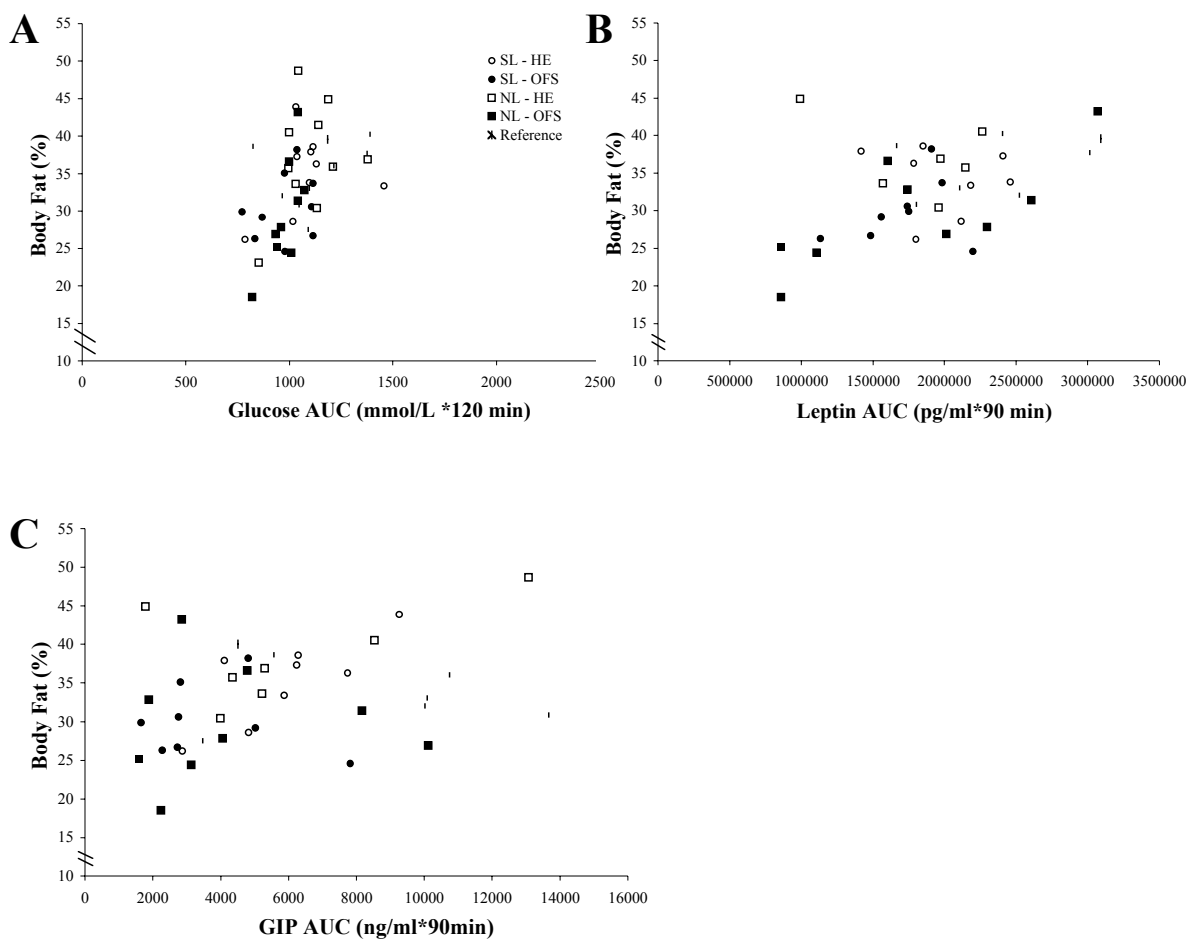 A
55
50
45
40
35
30
25
20
15
10
Body Fat (%)
0 500 1000 1500 2000 2500
Glucose AUC (mmol/L *120 min)
SL - HE
SL - OFS
NL - HE
NL - OFS
Reference
B
55
50
45
40
35
30
25
20
15
10
Body Fat (%)
0 500000 1000000 1500000 2000000 2500000 3000000 3500000
Leptin AUC (pg/ml*90 min)
C
55
50
45
40
35
30
25
20
15
10
Body Fat (%)
0 2000 4000 6000 8000 10000 12000 14000 16000
GIP AUC (ng/ml*90min)